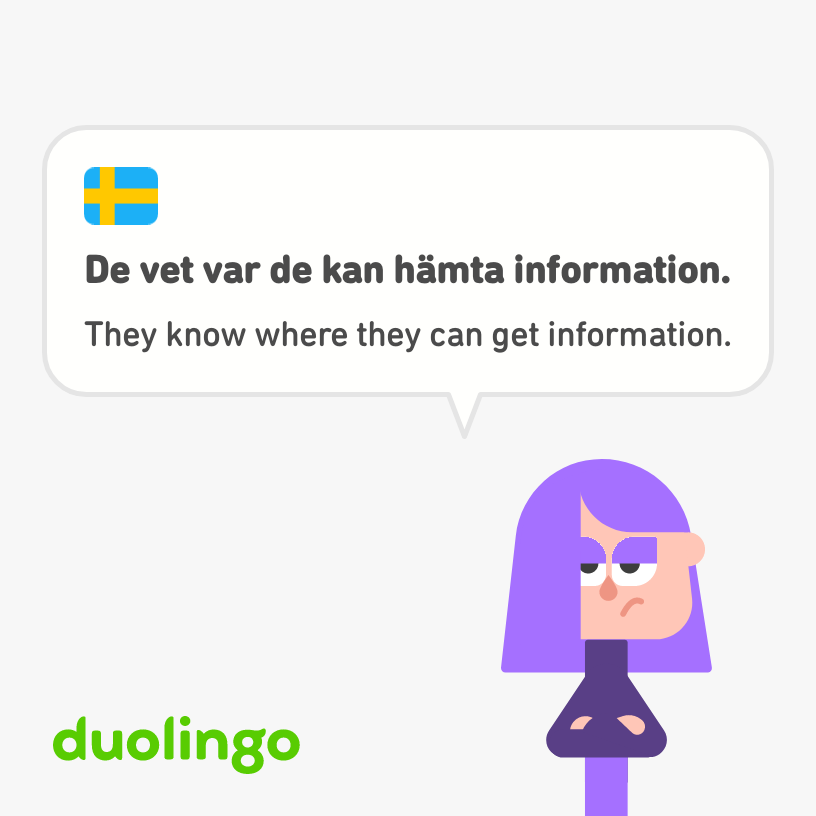 De vet var de kan hämta information.
They know where they can get information.
duolingo